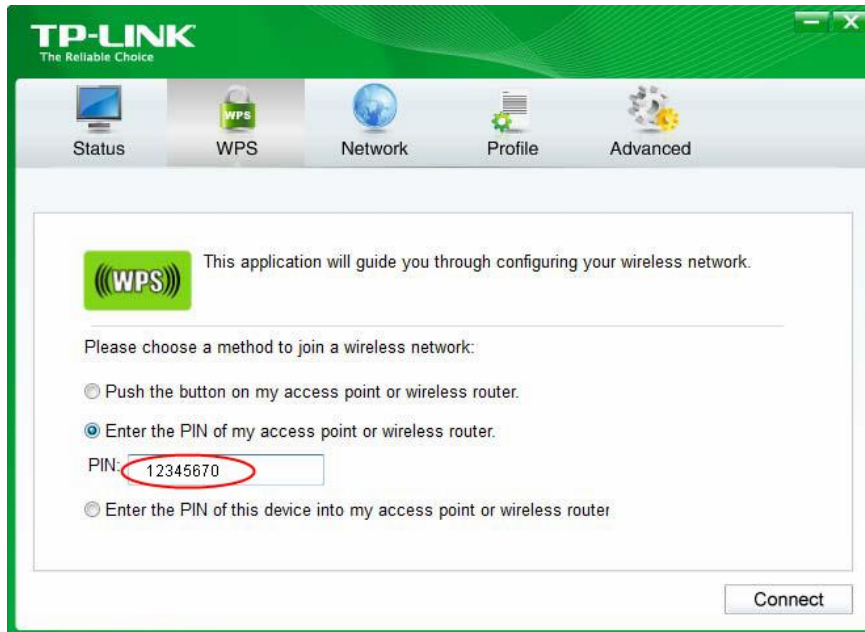 TP-LINK
The Reliable Choice
Status
WPS
WPS
Network
Profile
Advanced
((WPS))
This application will guide you through configuring your wireless network.
Please choose a method to join a wireless network:
Push the button on my access point or wireless router.
Enter the PIN of my access point or wireless router.
PIN: 12345670
Enter the PIN of this device into my access point or wireless router
Connect